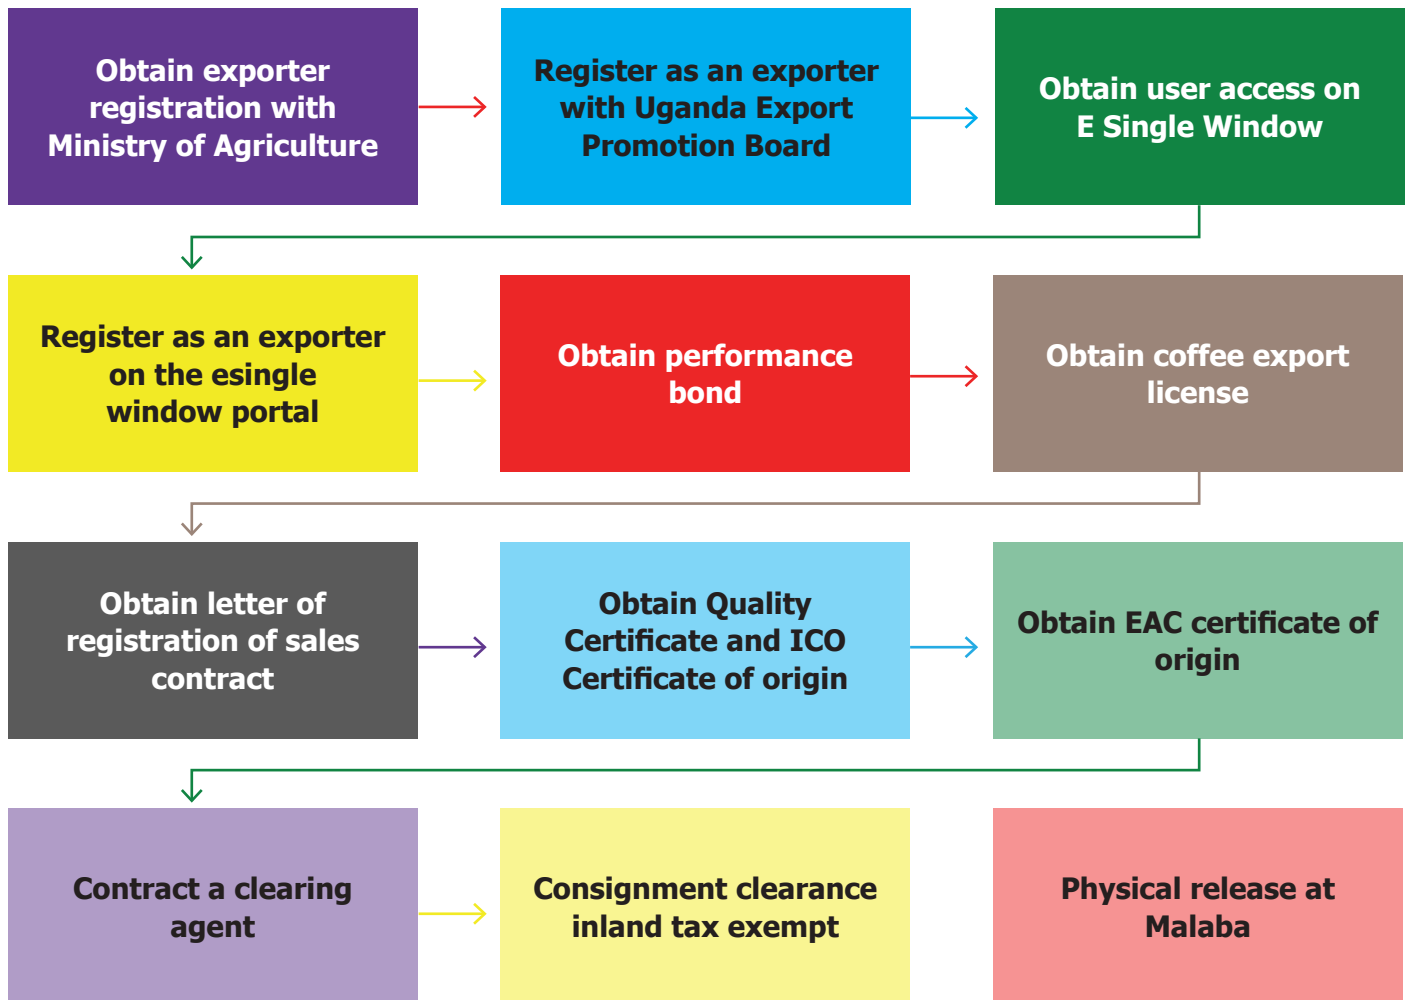 Obtain exporter
registration with
Ministry of Agriculture
Register as an exporter
with Uganda Export
Promotion Board
Obtain user access on
E Single Window
Register as an exporter
on the esingle
window portal
Obtain performance
bond
Obtain coffee export
license
Obtain letter of
registration of sales
contract
Obtain Quality
Certificate and ICO
Certificate of origin
Obtain EAC certificate of
origin
Contract a clearing
agent
Consignment clearance
inland tax exempt
Physical release at
Malaba